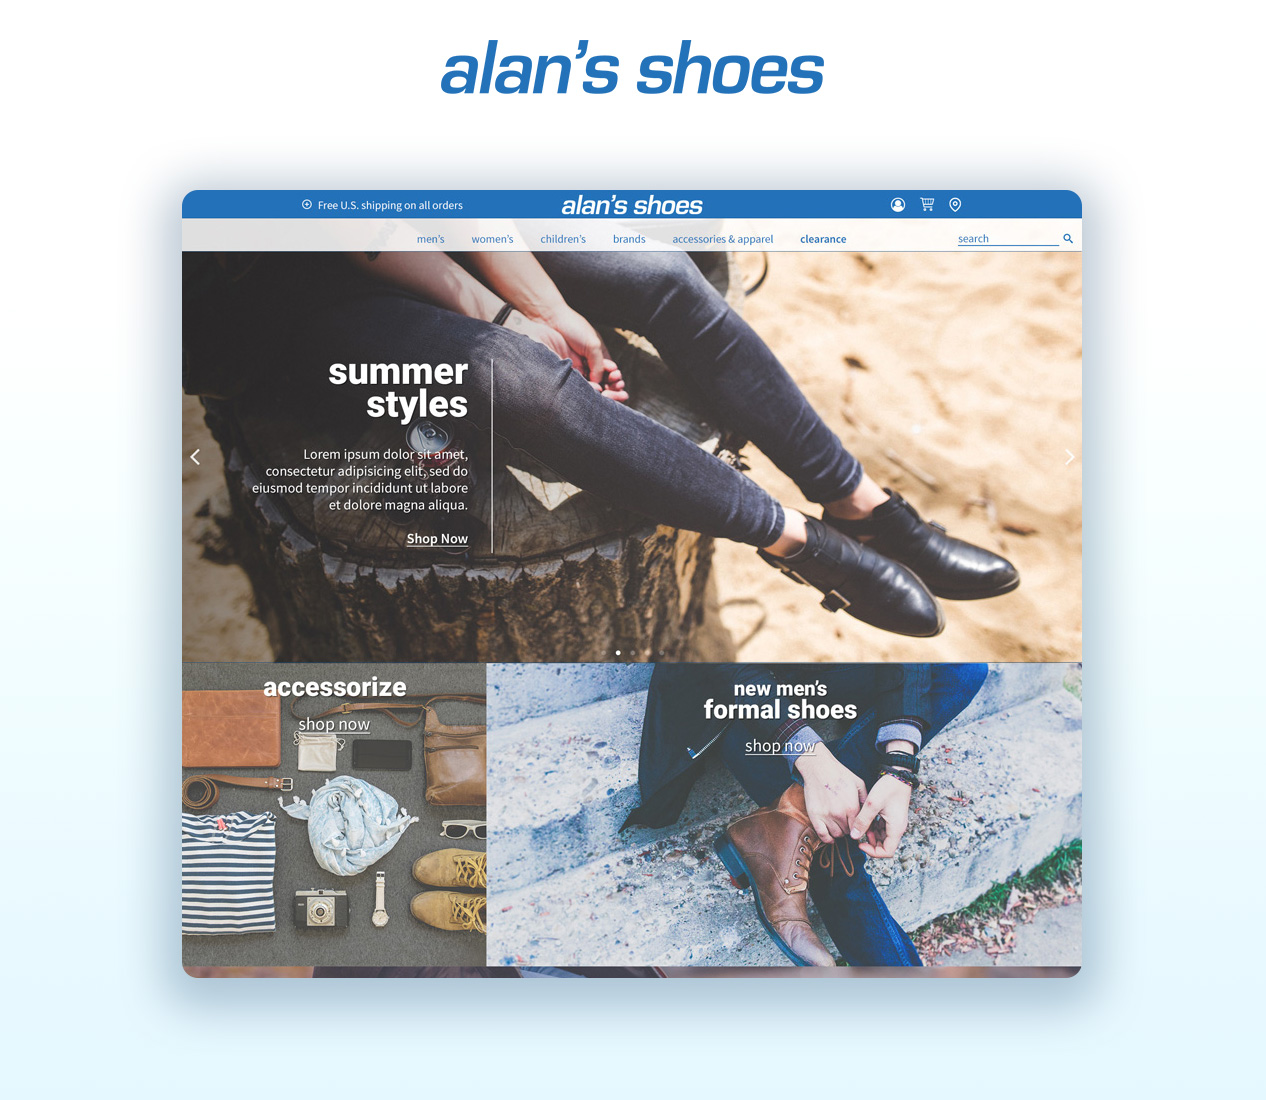 alan's shoes
Free U.S. shipping on all orders
alan's shoes
men's women's children's brands accessories & apparel clearance
search
summer
styles
Lorem ipsum dolor sit amet,
consectetur adipisicing elit, sed do
eiusmod tempor incididunt ut labore
et dolore magna aliqua.
Shop Now
accessorize
shop now
new men's
formal shoes
shop now